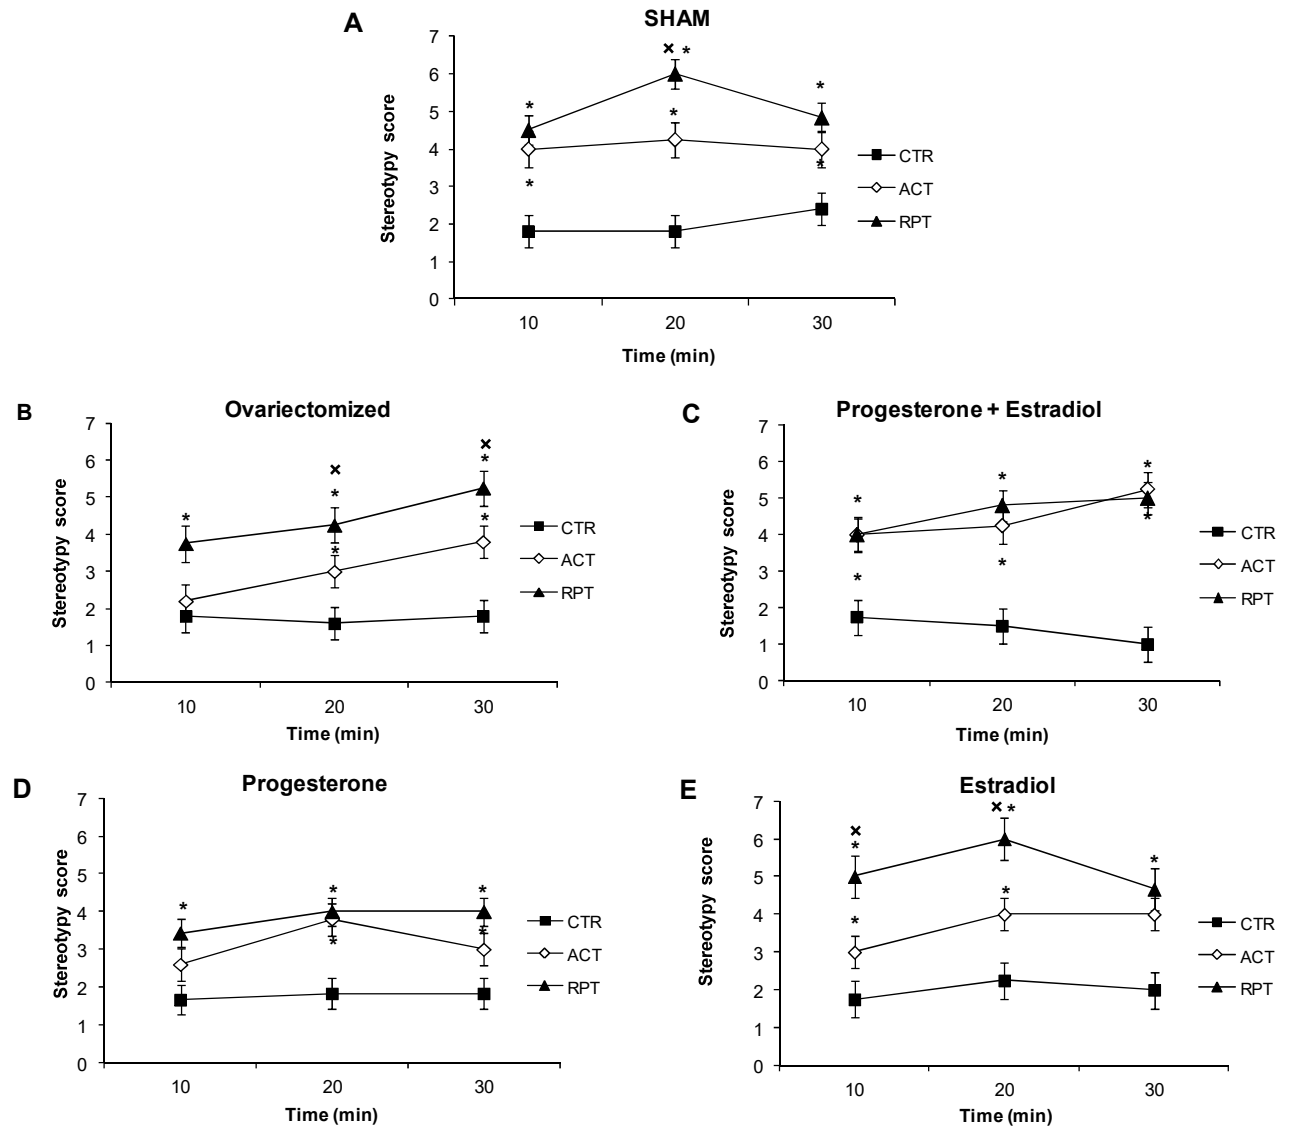 A
SHAM
7
6
5
4
3
2
1
0
Stereotypy score
× *
*
*
*
*
*
10
20
30
Time (min)
CTR
ACT
RPT
B
Ovariectomized
7
6
5
4
3
2
1
0
Stereotypy score
×
×
*
*
*
*
*
10
20
30
Time (min)
CTR
ACT
RPT
C
Progesterone + Estradiol
7
6
5
4
3
2
1
0
Stereotypy score
*
*
*
*
*
*
10
20
30
Time (min)
CTR
ACT
RPT
D
Progesterone
7
6
5
4
3
2
1
0
Stereotypy score
*
*
*
*
*
10
20
30
Time (min)
CTR
ACT
RPT
E
Estradiol
7
6
5
4
3
2
1
0
Stereotypy score
× *
×
*
*
*
*
10
20
30
Time (min)
CTR
ACT
RPT